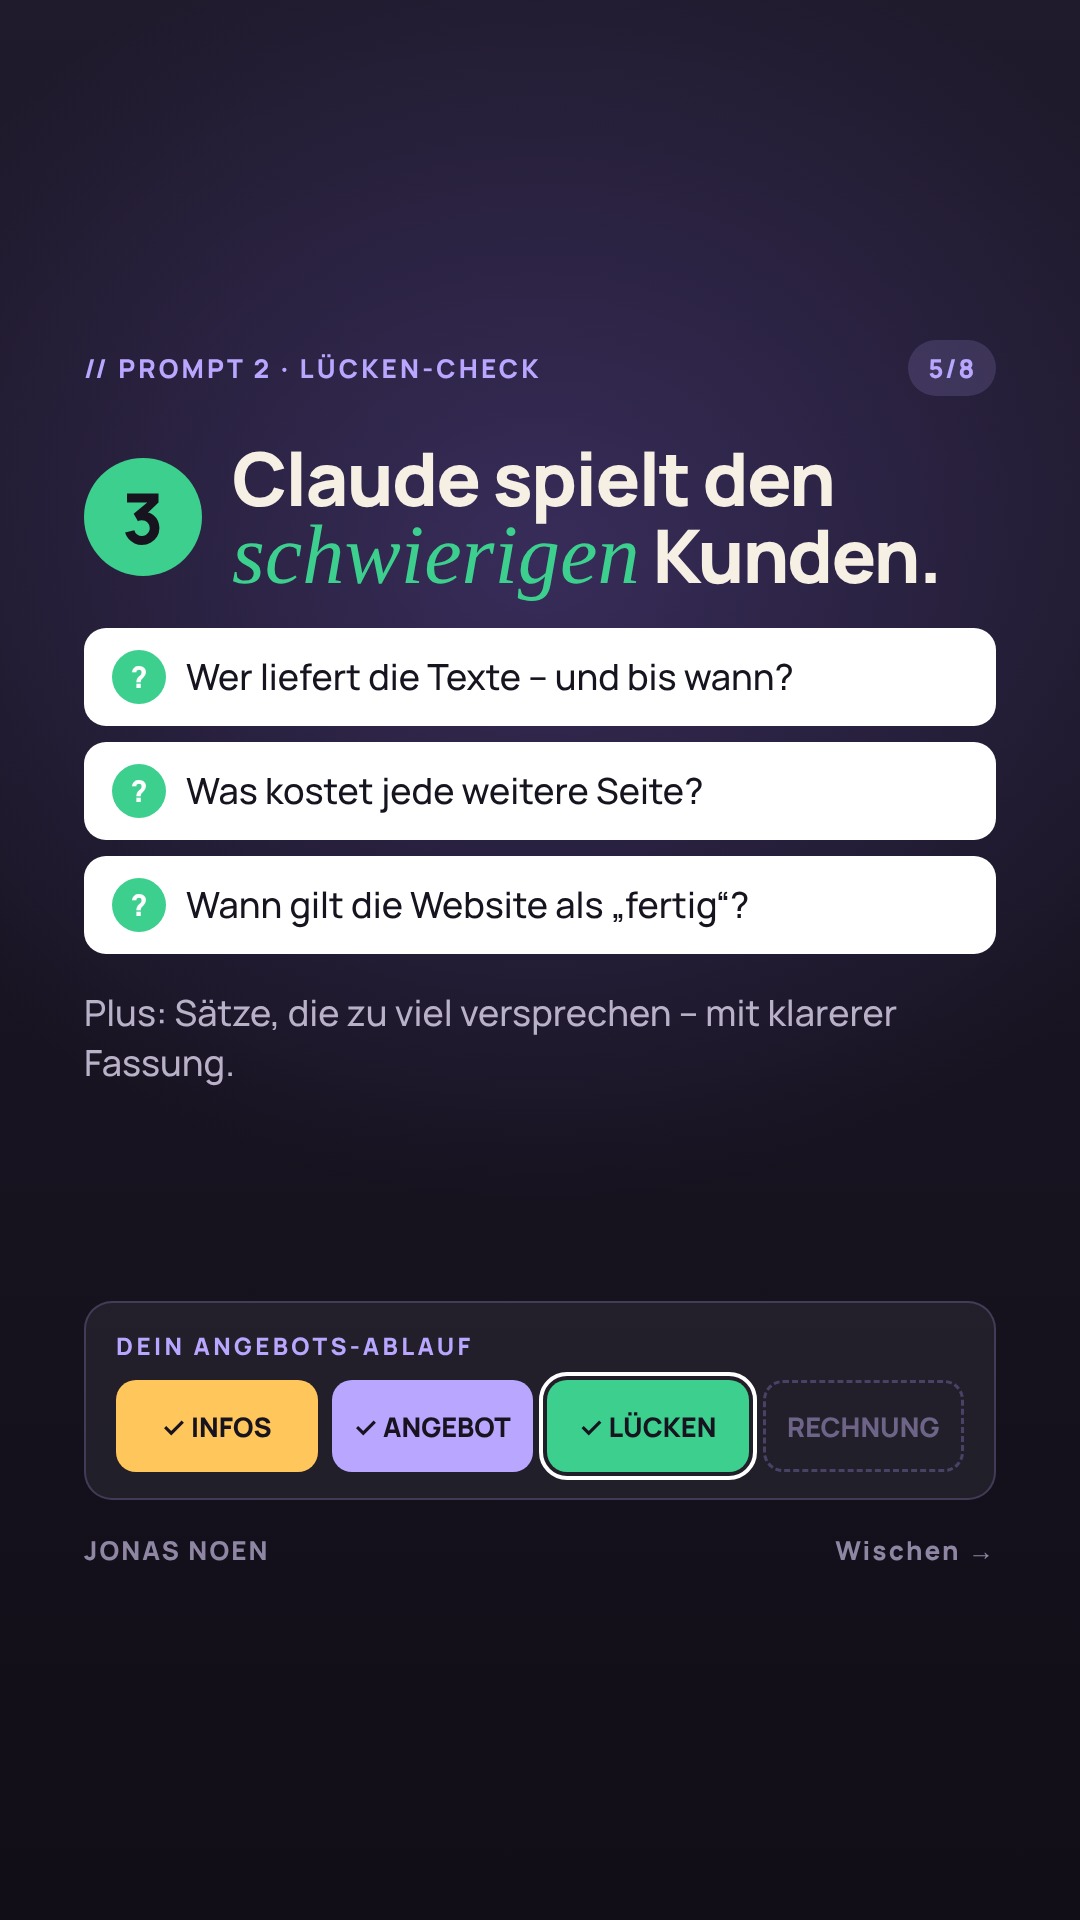 // PROMPT 2 · LÜCKEN-CHECK
5/8
3
Claude spielt den
schwierigen Kunden.
? Wer liefert die Texte – und bis wann?
? Was kostet jede weitere Seite?
? Wann gilt die Website als „fertig“?
Plus: Sätze, die zu viel versprechen – mit klarerer
Fassung.
DEIN ANGEBOTS-ABLAUF
✓ INFOS ✓ ANGEBOT ✓ LÜCKEN RECHNUNG
JONAS NOEN
Wischen →